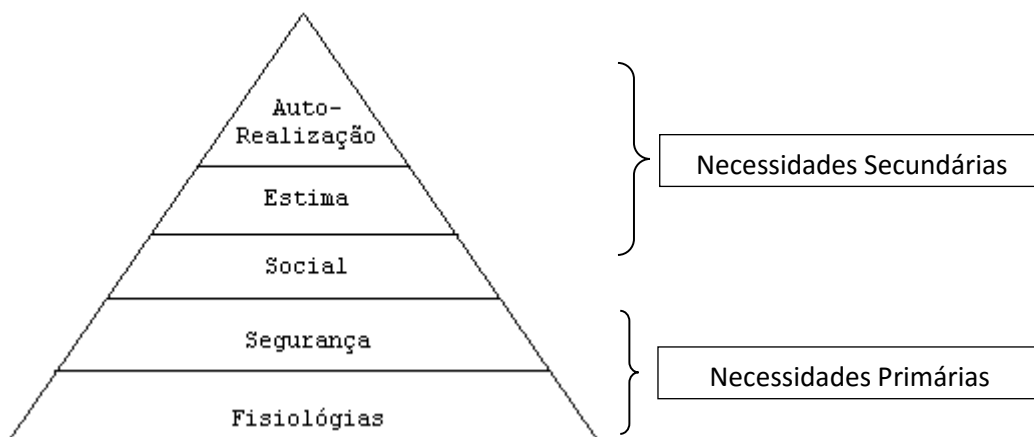 Auto-
Realização
Necessidades Secundárias
Estima
Social
Segurança
Necessidades Primárias
Fisiológias